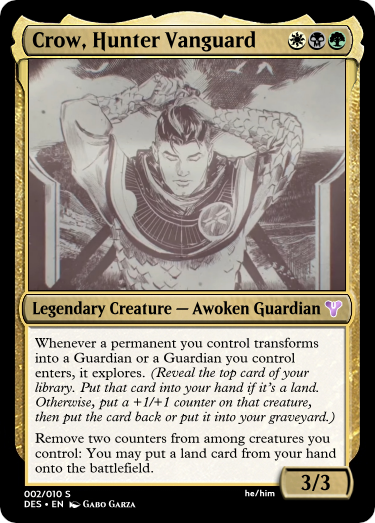 Crow, Hunter Vanguard
Legendary Creature — Awoken Guardian
Whenever a permanent you control transforms
into a Guardian or a Guardian you control
enters, it explores. (Reveal the top card of your
library. Put that card into your hand if it's a land.
Otherwise, put a +1/+1 counter on that creature,
then put the card back or put it into your graveyard.)
Remove two counters from among creatures you
control: You may put a land card from your hand
onto the battlefield.
3/3
002/010 S
he/him
DES • EN Gabo Garza